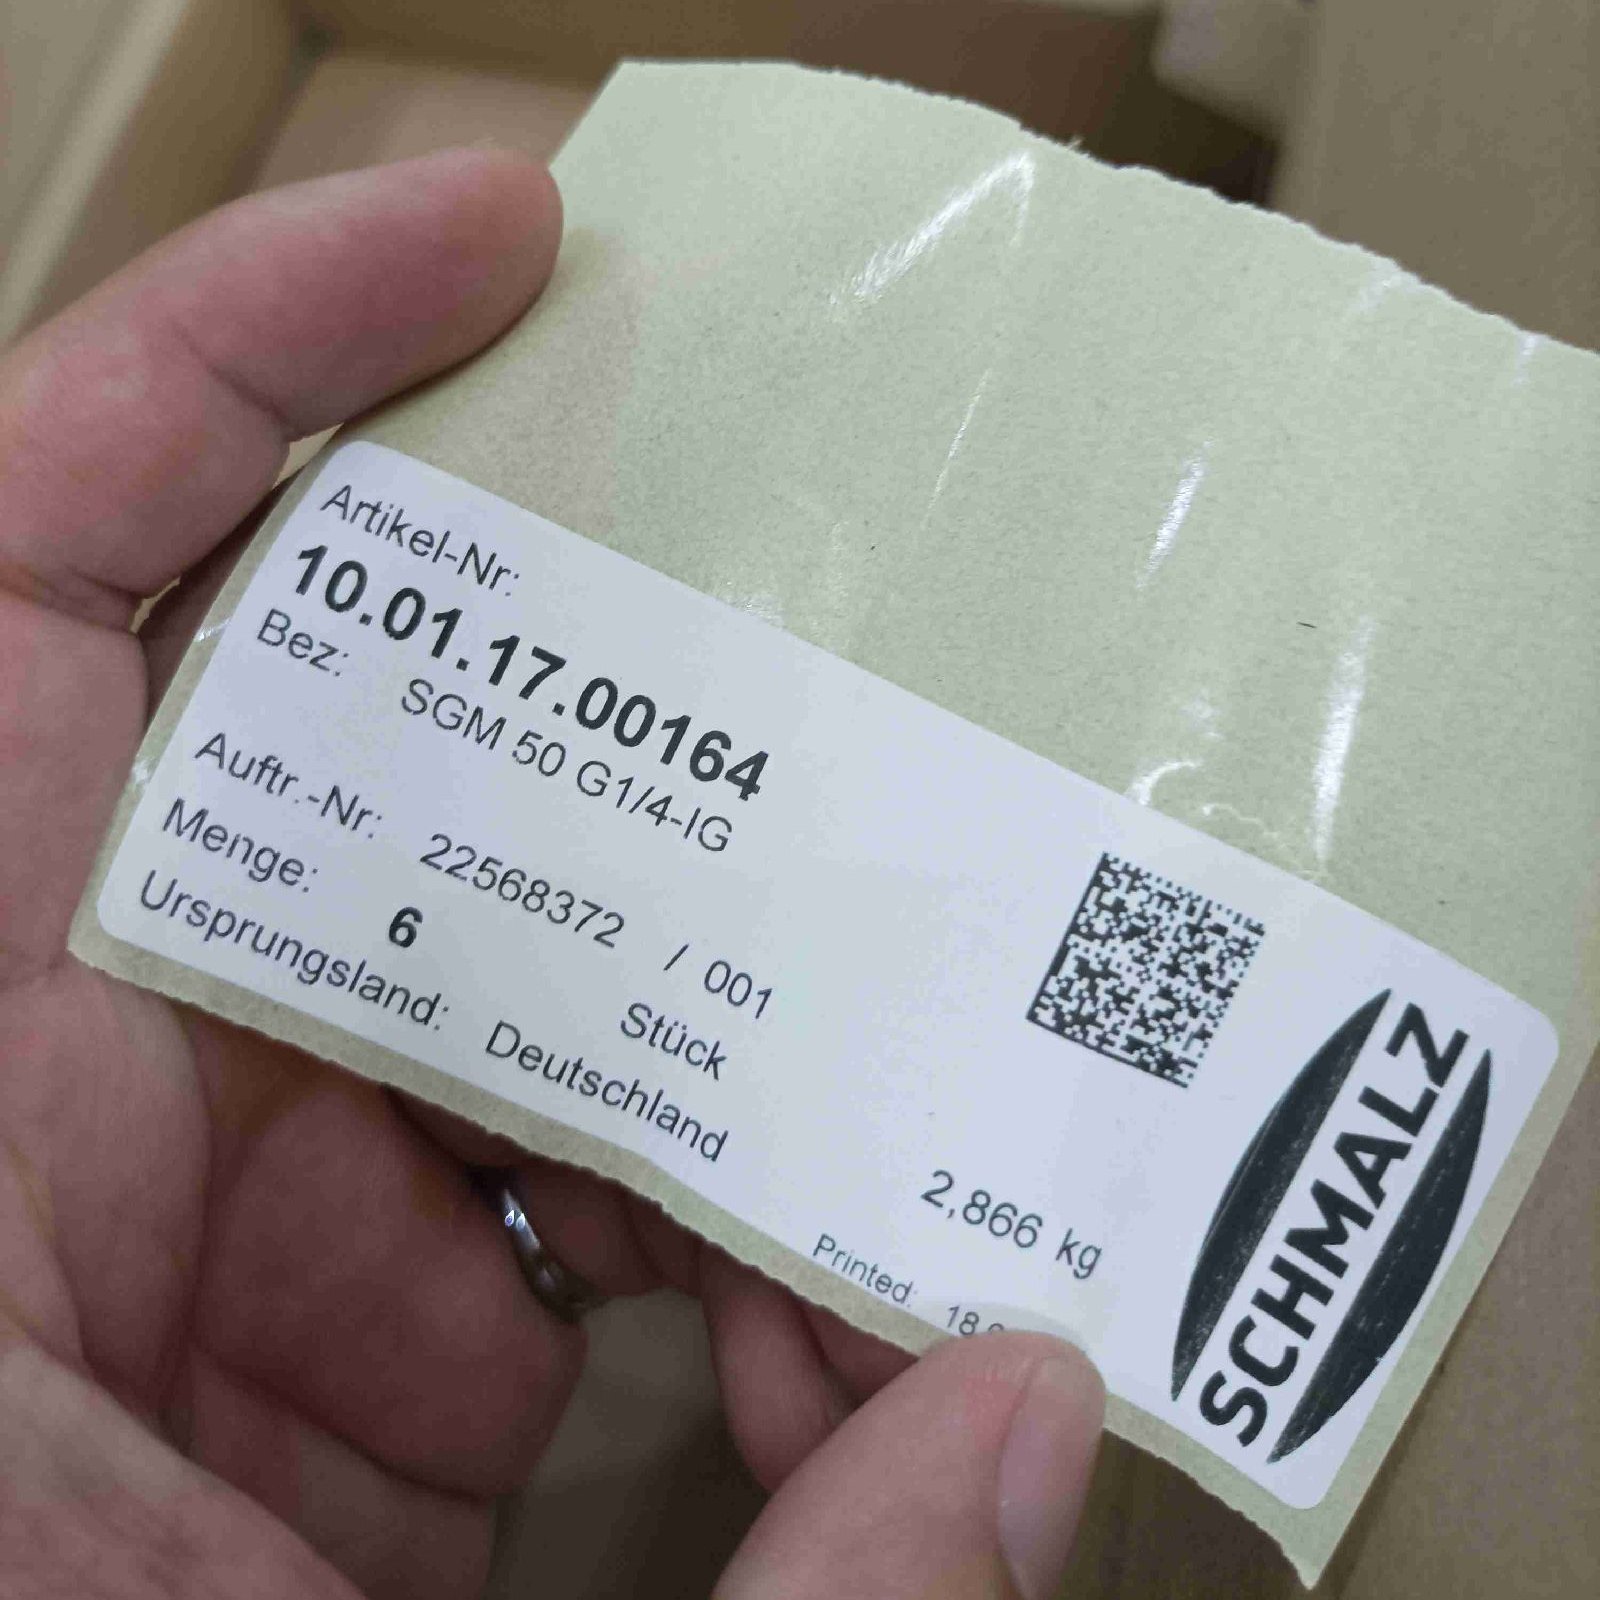 Artikel-Nr:
10.01.17.00164
Bez: SGM 50 G1/4-IG
Auftr.-Nr: 22568372 / 001
Menge: 6 Stück
Ursprungsland: Deutschland
2,866 kg
Printed: 18.
SCHMALZ